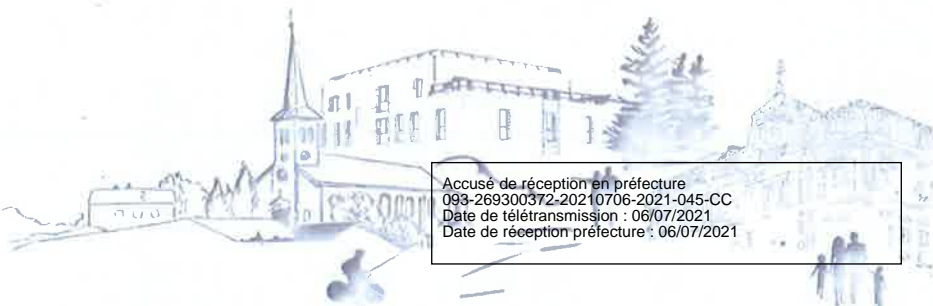 Accusé de réception en préfecture
093-269300372-20210706-2021-045-CC
Date de télétransmission : 06/07/2021
Date de réception préfecture : 06/07/2021